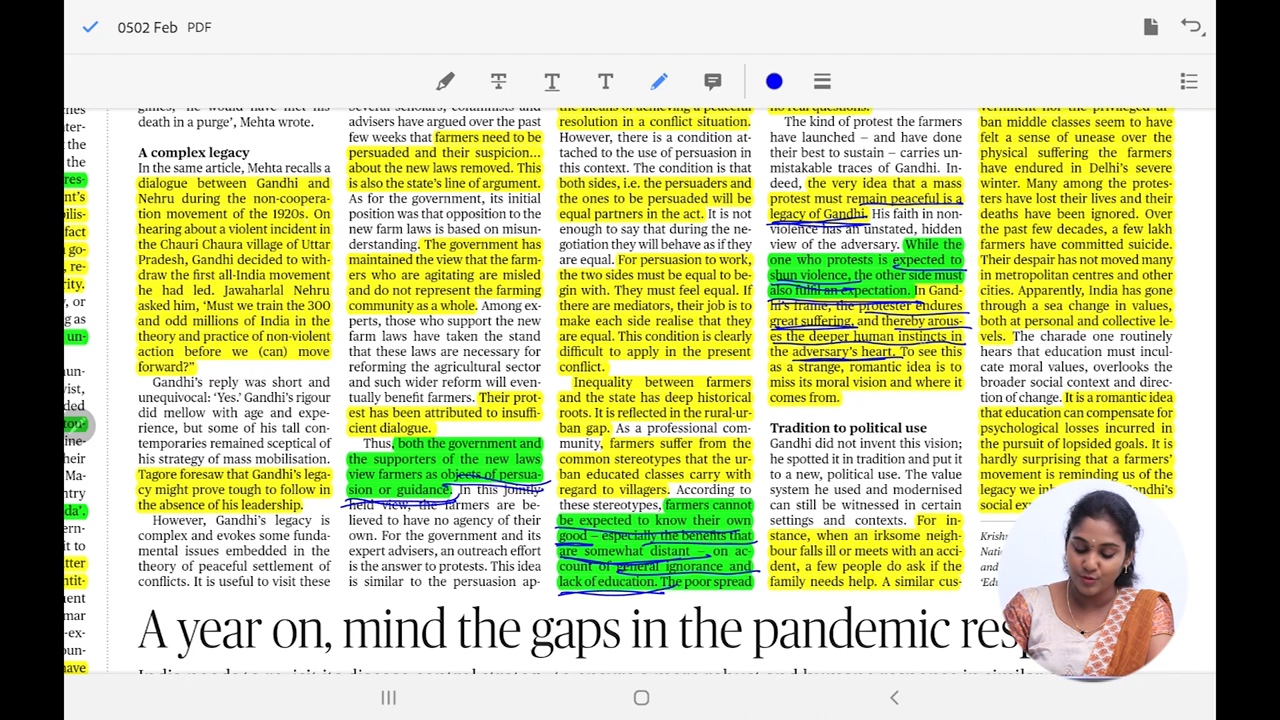 0502 Feb PDF
ginies, he would have met his
death in a purge’, Mehta wrote.
A complex legacy
In the same article, Mehta recalls a
dialogue between Gandhi and
Nehru during the non-coopera-
tion movement of the 1920s. On
hearing about a violent incident in
the Chauri Chaura village of Uttar
Pradesh, Gandhi decided to with-
draw the first all-India movement
he had led. Jawaharlal Nehru
asked him, ‘Must we train the 300
and odd millions of India in the
theory and practice of non-violent
action before we (can) move
forward?”
Gandhi’s reply was short and
unequivocal: ‘Yes.’ Gandhi’s rigour
did mellow with age and expe-
rience, but some of his tall con-
temporaries remained sceptical of
his strategy of mass mobilisation.
Tagore foresaw that Gandhi’s lega-
cy might prove tough to follow in
the absence of his leadership.
However, Gandhi’s legacy is
complex and evokes some funda-
mental issues embedded in the
theory of peaceful settlement of
conflicts. It is useful to visit these
several scholars, columnists and
advisers have argued over the past
few weeks that farmers need to be
persuaded and their suspicion...
about the new laws removed. This
is also the state’s line of argument.
As for the government, its initial
position was that opposition to the
new farm laws is based on misun-
derstanding. The government has
maintained the view that the farm-
ers who are agitating are misled
and do not represent the farming
community as a whole. Among ex-
perts, those who support the new
farm laws have taken the stand
that these laws are necessary for
reforming the agricultural sector
and such wider reform will even-
tually benefit farmers. Their prot-
est has been attributed to insuffi-
cient dialogue.
Thus, both the government and
the supporters of the new laws
view farmers as objects of persua-
sion or guidance. In this jointly
held view, the farmers are be-
lieved to have no agency of their
own. For the government and its
expert advisers, an outreach effort
is the answer to protests. This idea
is similar to the persuasion ap-
the means of achieving a peaceful
resolution in a conflict situation.
However, there is a condition at-
tached to the use of persuasion in
this context. The condition is that
both sides, i.e. the persuaders and
the ones to be persuaded will be
equal partners in the act. It is not
enough to say that during the ne-
gotiation they will behave as if they
are equal. For persuasion to work,
the two sides must be equal to be-
gin with. They must feel equal. If
there are mediators, their job is to
make each side realise that they
are equal. This condition is clearly
difficult to apply in the present
conflict.
Inequality between farmers
and the state has deep historical
roots. It is reflected in the rural-ur-
ban gap. As a professional com-
munity, farmers suffer from the
common stereotypes that the ur-
ban educated classes carry with
regard to villagers. According to
these stereotypes, farmers cannot
be expected to know their own
good – especially the benefits that
are somewhat distant – on ac-
count of general ignorance and
lack of education. The poor spread
no real questions.
The kind of protest the farmers
have launched – and have done
their best to sustain – carries un-
mistakable traces of Gandhi. In-
deed, the very idea that a mass
protest must remain peaceful is a
legacy of Gandhi. His faith in non-
violence has an unstated, hidden
view of the adversary. While the
one who protests is expected to
shun violence, the other side must
also fulfil an expectation. In Gand-
hi’s frame, the protester endures
great suffering, and thereby arous-
es the deeper human instincts in
the adversary’s heart. To see this
as a strange, romantic idea is to
miss its moral vision and where it
comes from.
Tradition to political use
Gandhi did not invent this vision;
he spotted it in tradition and put it
to a new, political use. The value
system he used and modernised
can still be witnessed in certain
settings and contexts. For in-
stance, when an irksome neigh-
bour falls ill or meets with an acci-
dent, a few people do ask if the
family needs help. A similar cus-
vernment nor the privileged ur-
ban middle classes seem to have
felt a sense of unease over the
physical suffering the farmers
have endured in Delhi’s severe
winter. Many among the protes-
ters have lost their lives and their
deaths have been ignored. Over
the past few decades, a few lakh
farmers have committed suicide.
Their despair has not moved many
in metropolitan centres and other
cities. Apparently, India has gone
through a sea change in values,
both at personal and collective le-
vels. The charade one routinely
hears that education must incul-
cate moral values, overlooks the
broader social context and direc-
tion of change. It is a romantic idea
that education can compensate for
psychological losses incurred in
the pursuit of lopsided goals. It is
hardly surprising that a farmers’
movement is reminding us of the
legacy we Gandhi’s
social
A year on, mind the gaps in the pandemic